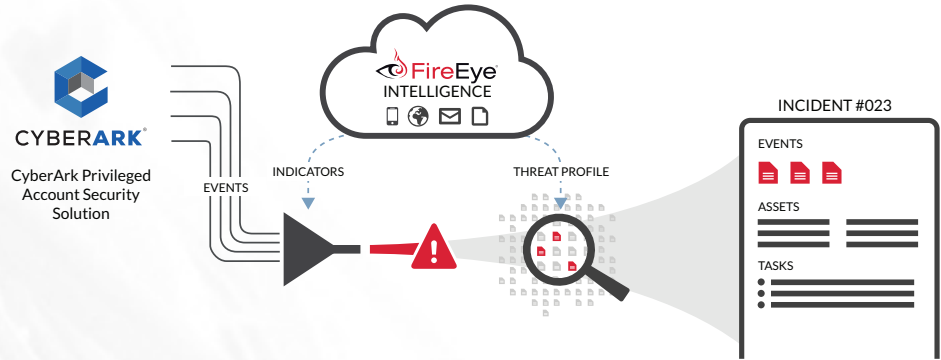 FireEye®
INTELLIGENCE
CYBERARK®
CyberArk Privileged
Account Security
Solution
EVENTS
INDICATORS
THREAT PROFILE
INCIDENT #023
EVENTS
ASSETS
TASKS